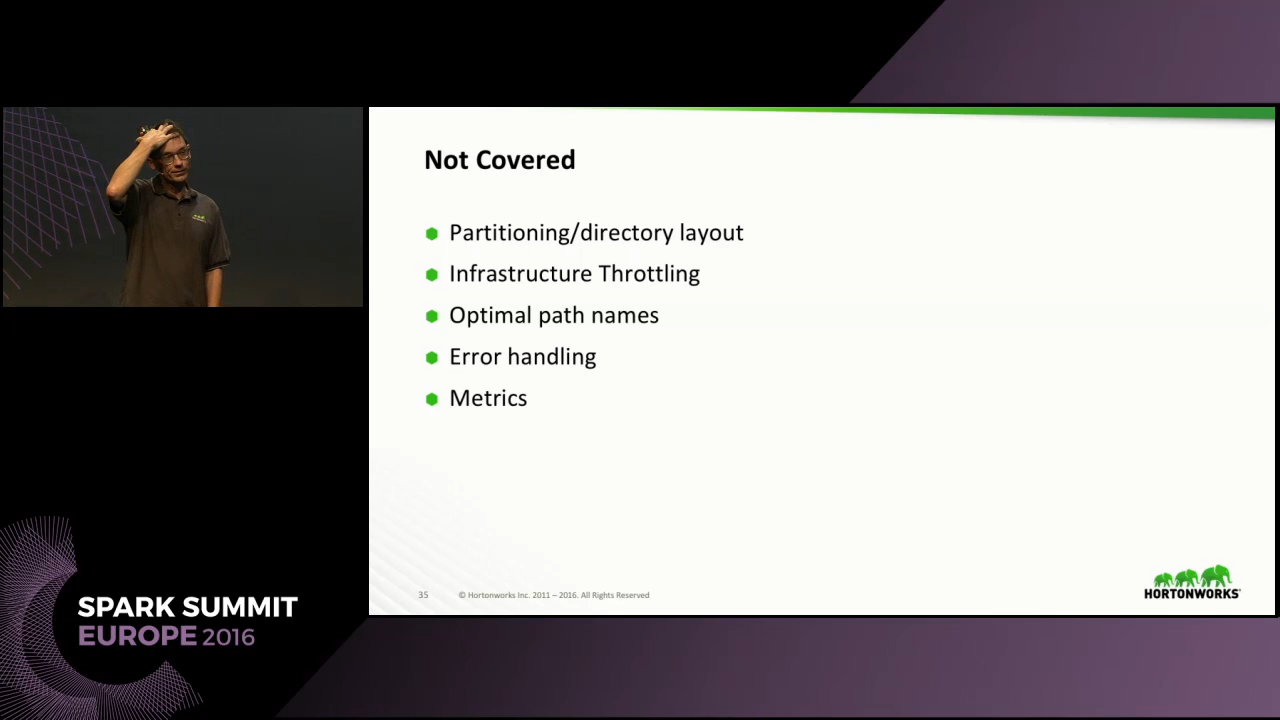 Not Covered
Partitioning/directory layout
Infrastructure Throttling
Optimal path names
Error handling
Metrics
35 © Hortonworks Inc. 2011 – 2016. All Rights Reserved
HORTONWORKS
SPARK SUMMIT
EUROPE 2016